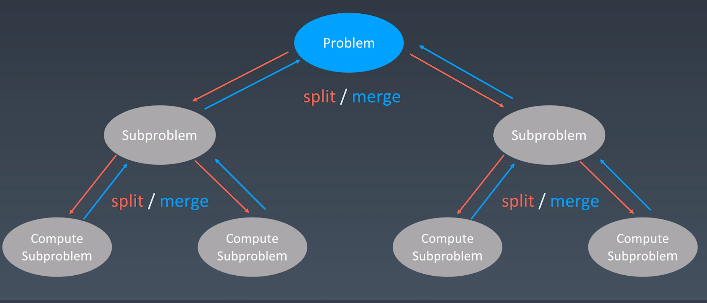 Problem
split / merge
Subproblem
Subproblem
split / merge
split / merge
Compute
Subproblem
Compute
Subproblem
Compute
Subproblem
Compute
Subproblem